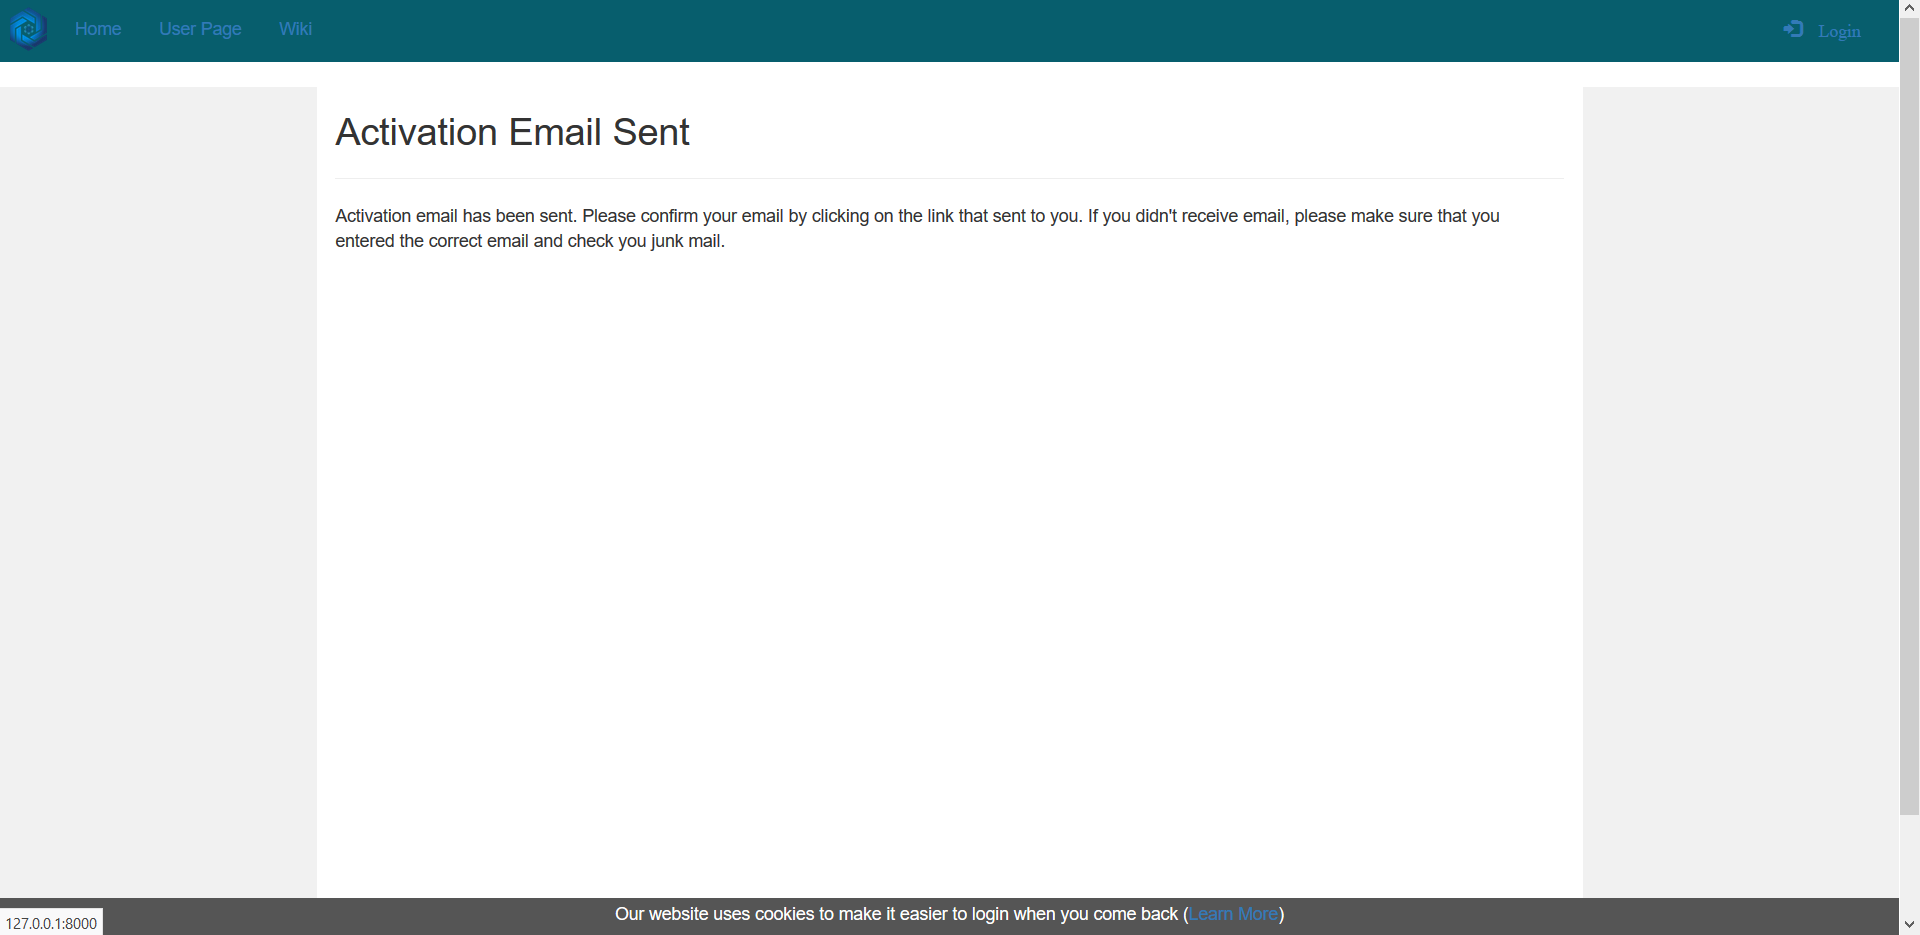 Home User Page Wiki Login
Activation Email Sent
Activation email has been sent. Please confirm your email by clicking on the link that sent to you. If you didn't receive email, please make sure that you
entered the correct email and check you junk mail.
Our website uses cookies to make it easier to login when you come back (Learn More)
127.0.0.1:8000